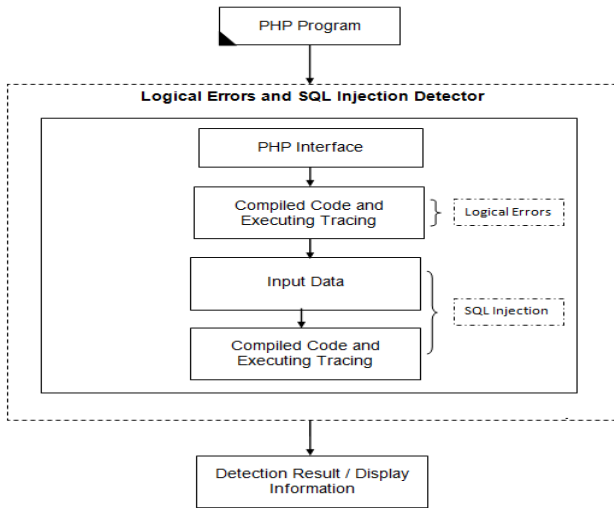 PHP Program
Logical Errors and SQL Injection Detector
PHP Interface
Compiled Code and
Executing Tracing
Logical Errors
Input Data
SQL Injection
Compiled Code and
Executing Tracing
Detection Result / Display
Information